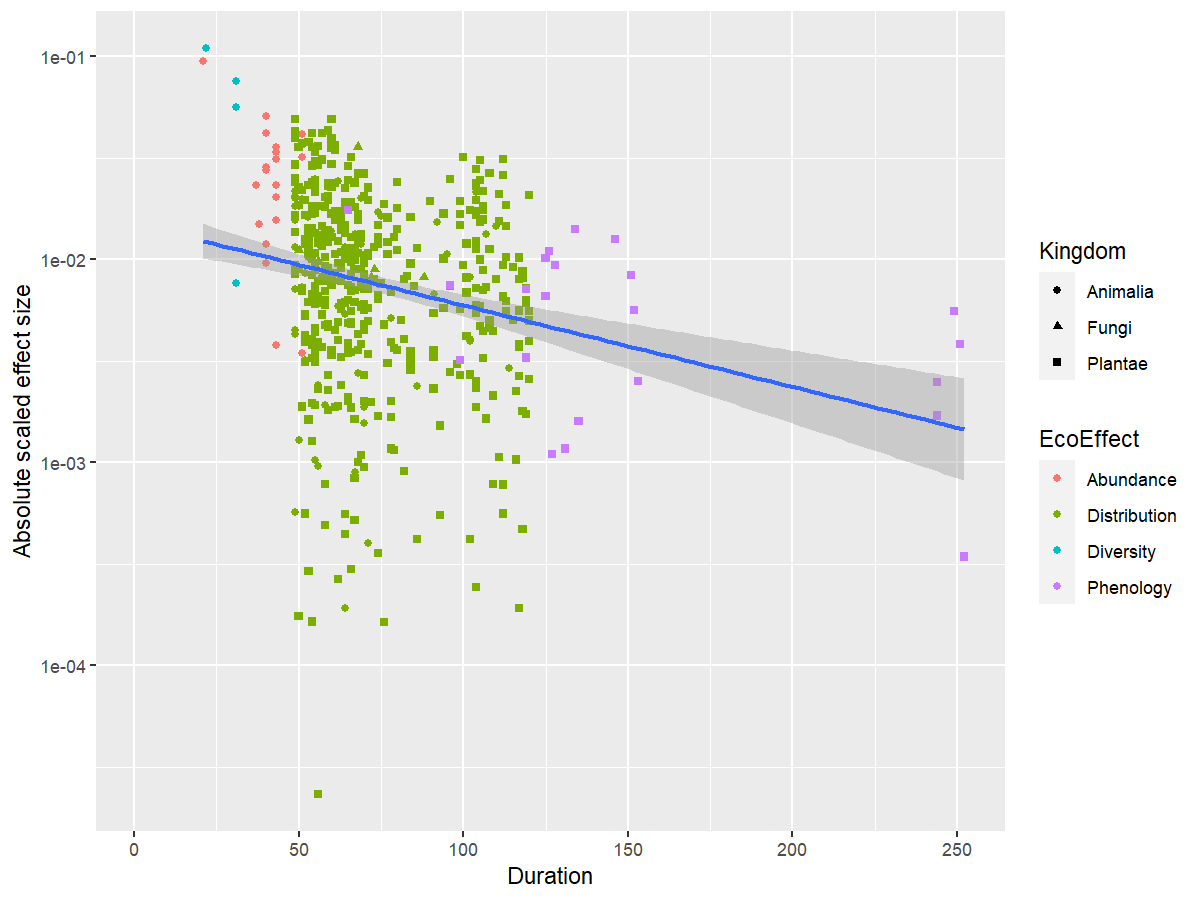 Absolute scaled effect size
1e-01
1e-02
1e-03
1e-04
0 50 100 150 200 250
Duration
Kingdom
Animalia
Fungi
Plantae
EcoEffect
Abundance
Distribution
Diversity
Phenology